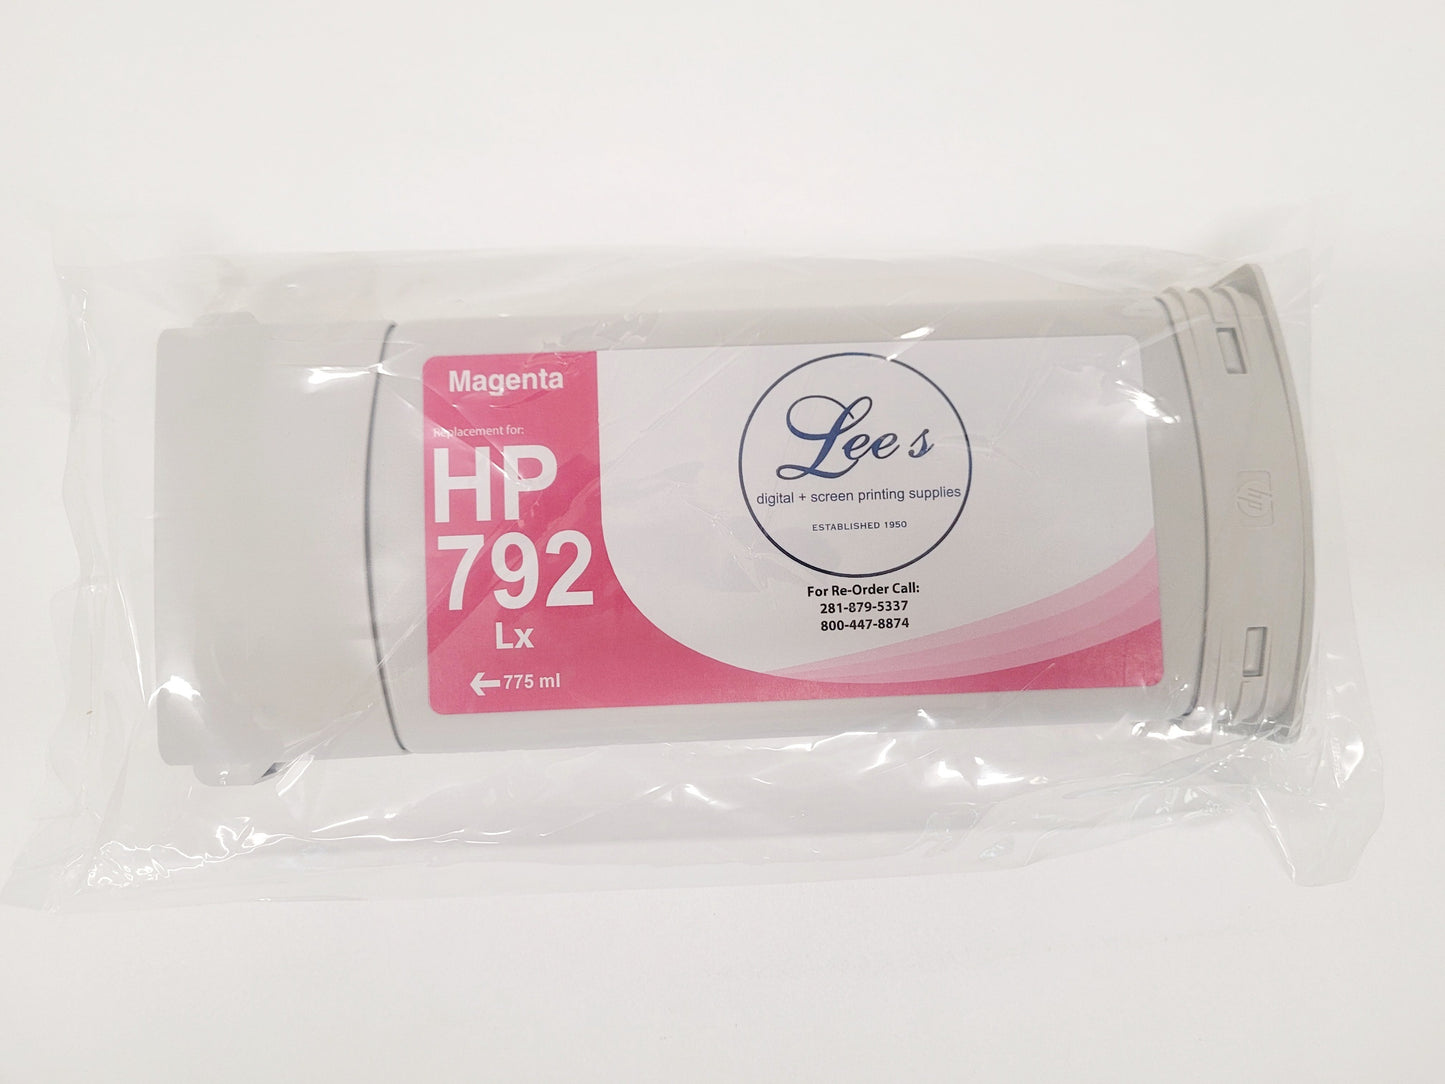 Magenta
Replacement for:
HP
792
Lx
←775 ml
Lee's
digital + screen printing supplies
ESTABLISHED 1950
For Re-Order Call:
281-879-5337
800-447-8874
hp